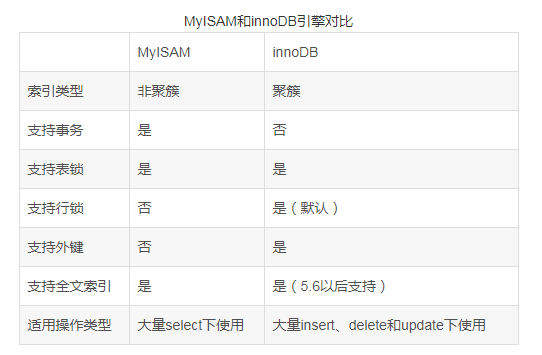 MyISAM和innoDB引擎对比
MyISAM innoDB
索引类型 非聚簇 聚簇
支持事务 是 否
支持表锁 是 是
支持行锁 否 是（默认）
支持外键 否 是
支持全文索引 是 是（5.6以后支持）
适用操作类型 大量select下使用 大量insert、delete和update下使用